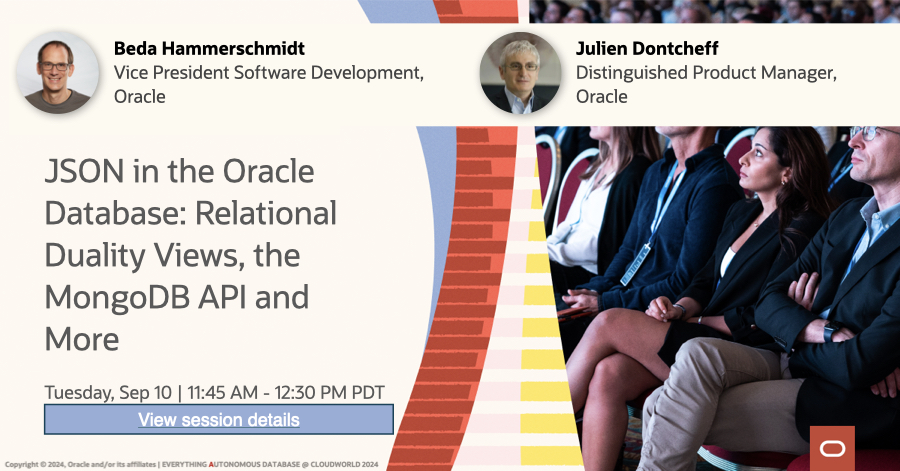 Beda Hammerschmidt
Vice President Software Development,
Oracle
Julien Dontcheff
Distinguished Product Manager,
Oracle
JSON in the Oracle
Database: Relational
Duality Views, the
MongoDB API and
More
Tuesday, Sep 10 | 11:45 AM - 12:30 PM PDT
View session details
Copyright © 2024, Oracle and/or its affiliates | EVERYTHING AUTONOMOUS DATABASE @ CLOUDWORLD 2024